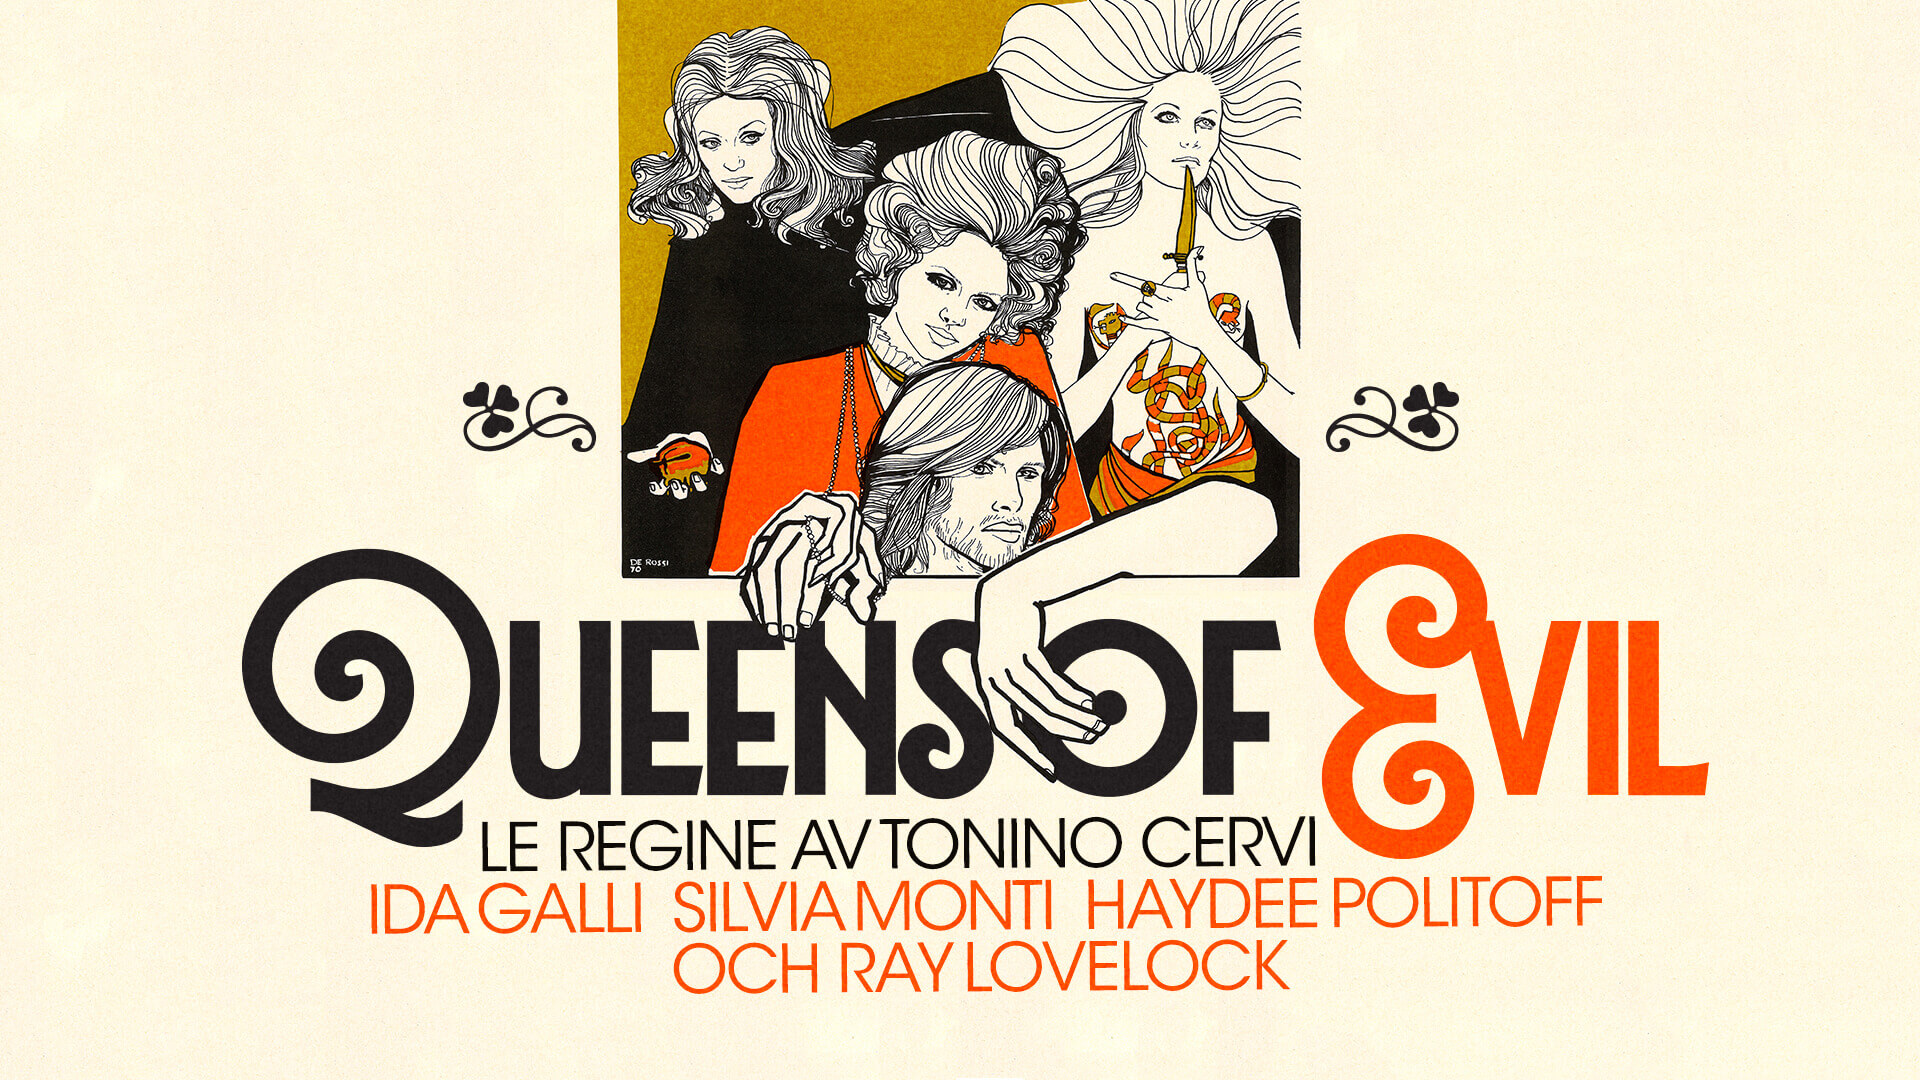 DE ROSSI
70
QUEENS OF EVIL
LE REGINE AV TONINO CERVI
IDA GALLI SILVIA MONTI HAYDEE POLITOFF
OCH RAY LOVELOCK